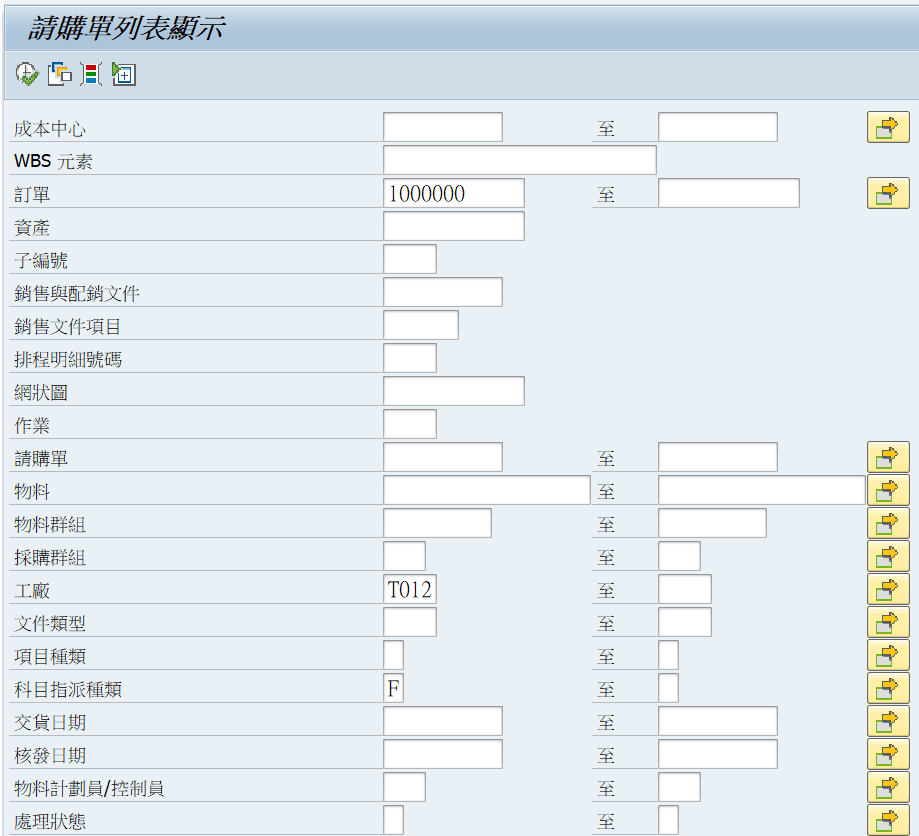 請購單列表顯示
成本中心 至
WBS 元素
訂單 1000000 至
資產
子編號
銷售與配銷文件
銷售文件項目
排程明細號碼
網狀圖
作業
請購單 至
物料 至
物料群組 至
採購群組 至
工廠 T012 至
文件類型 至
項目種類 至
科目指派種類 F 至
交貨日期 至
核發日期 至
物料計劃員/控制員 至
處理狀態 至